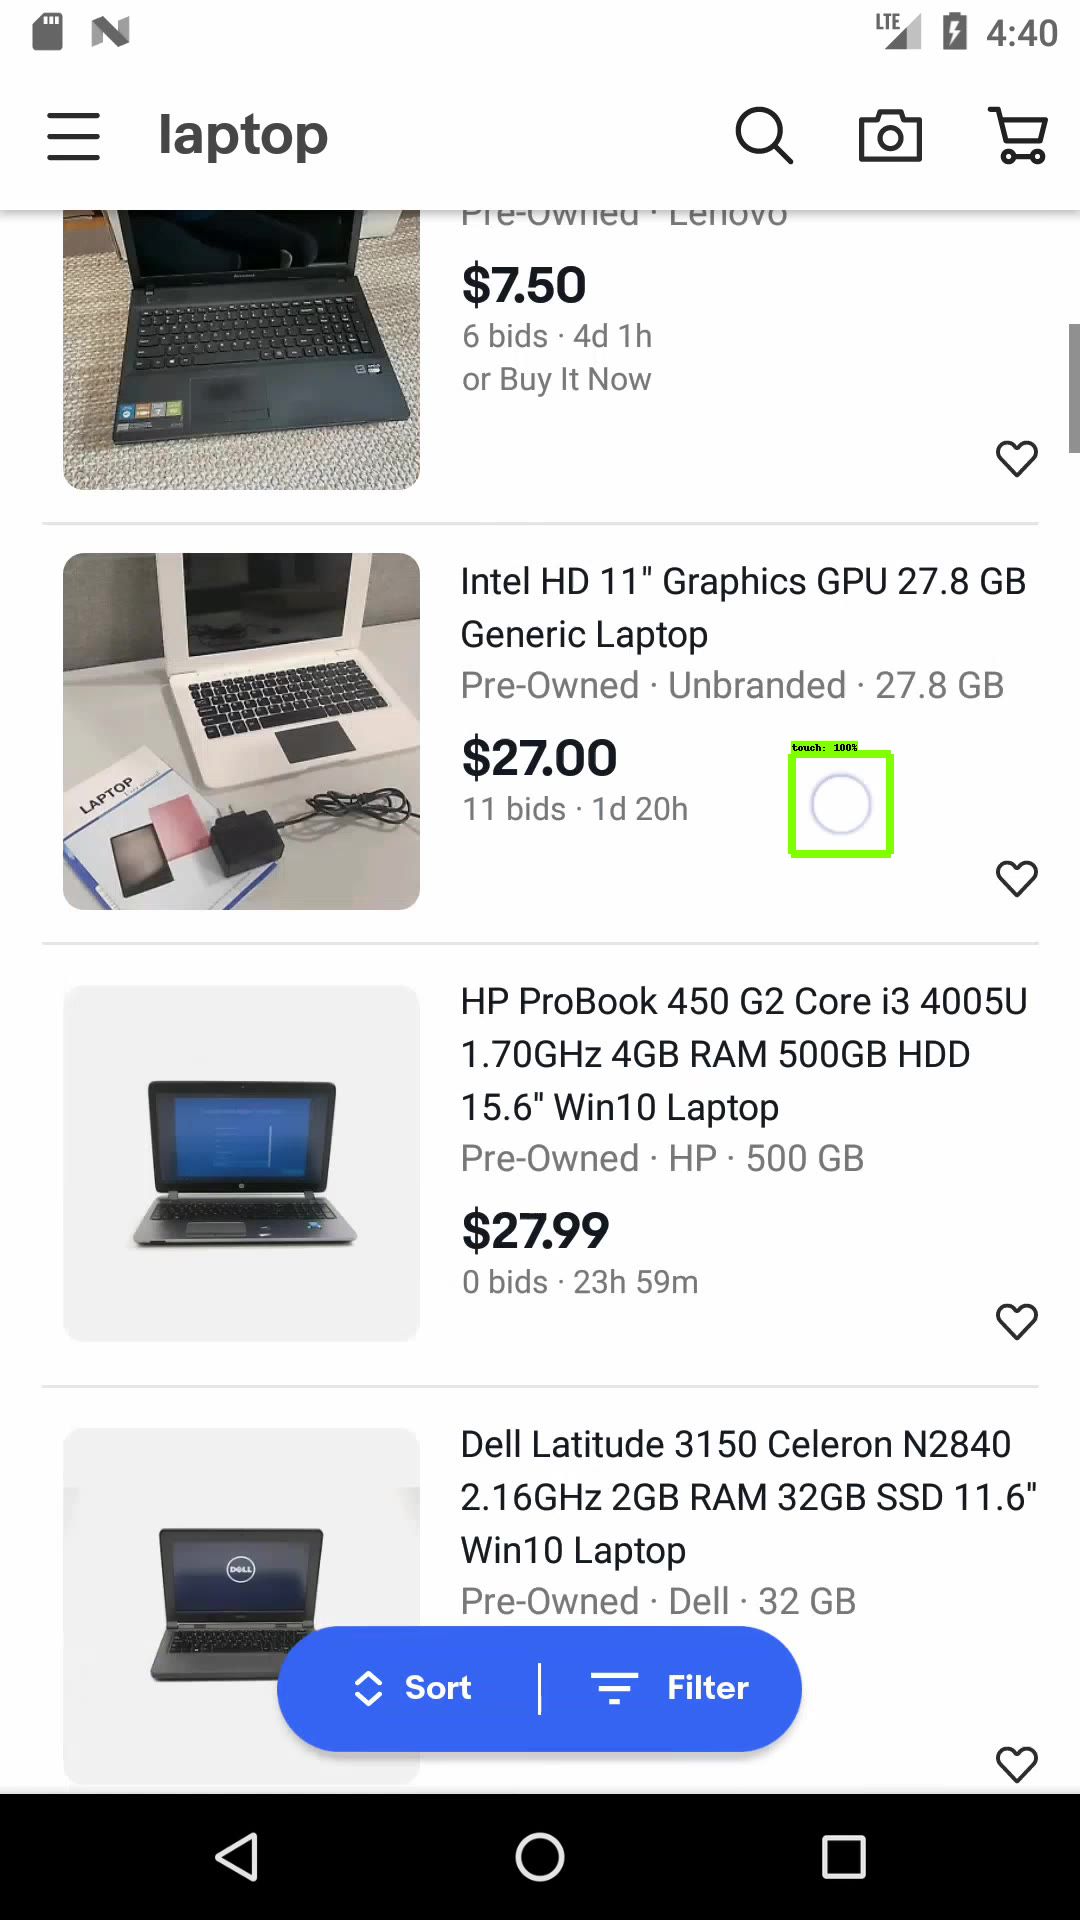 LTE 4:40
laptop
Pre-Owned · Lenovo
$7.50
6 bids · 4d 1h
or Buy It Now
Intel HD 11" Graphics GPU 27.8 GB
Generic Laptop
Pre-Owned · Unbranded · 27.8 GB
$27.00
touch: 100%
11 bids · 1d 20h
LAPTOP
HP ProBook 450 G2 Core i3 4005U
1.70GHz 4GB RAM 500GB HDD
15.6" Win10 Laptop
Pre-Owned · HP · 500 GB
$27.99
0 bids · 23h 59m
Dell Latitude 3150 Celeron N2840
2.16GHz 2GB RAM 32GB SSD 11.6"
Win10 Laptop
Pre-Owned · Dell · 32 GB
DELL
Sort
Filter